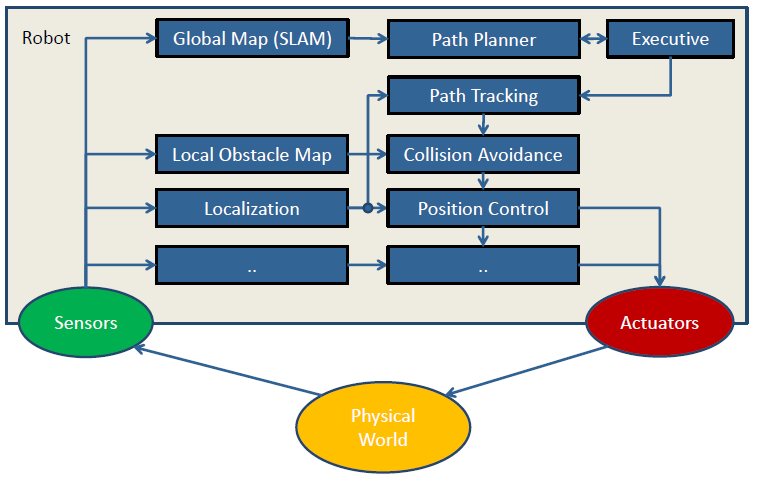 Robot
Global Map (SLAM)
Path Planner
Executive
Path Tracking
Local Obstacle Map
Collision Avoidance
Localization
Position Control
..
..
Sensors
Actuators
Physical
World